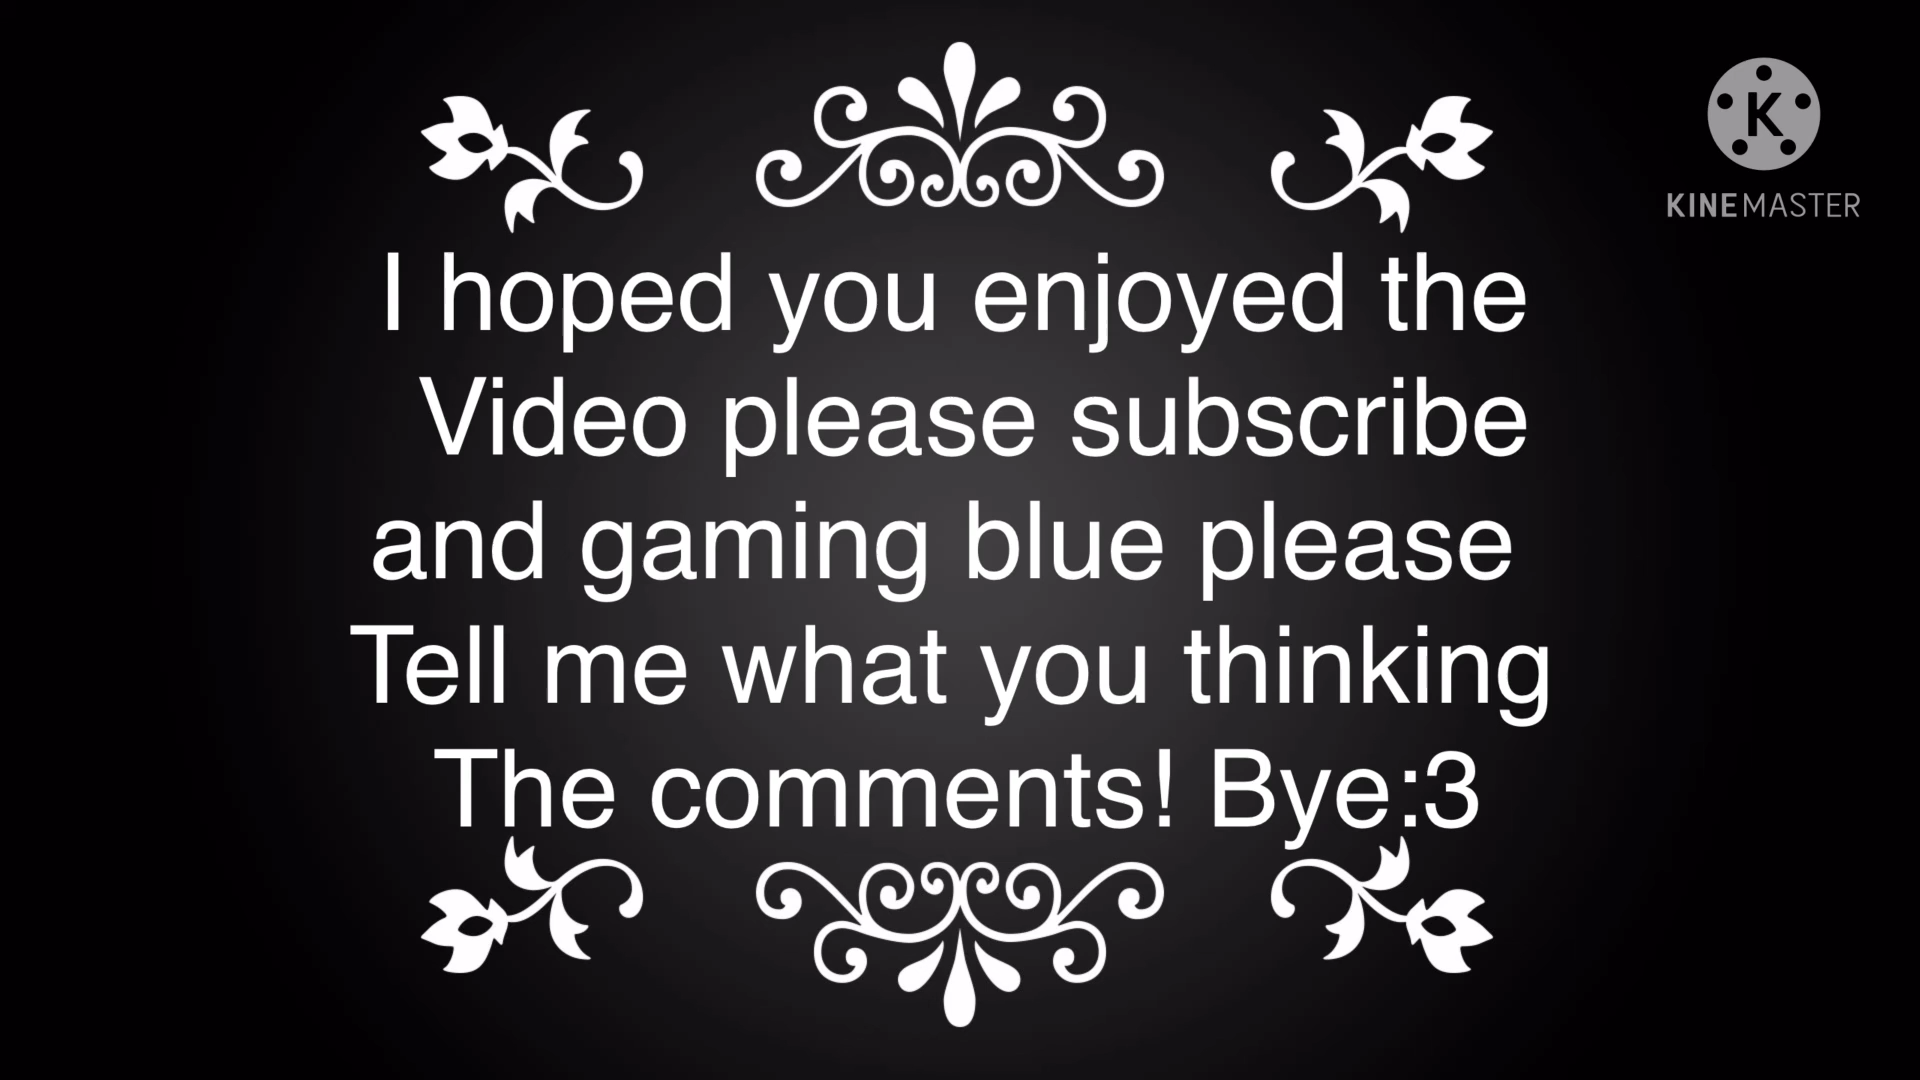 K
KINEMASTER
I hoped you enjoyed the
Video please subscribe
and gaming blue please
Tell me what you thinking
The comments! Bye:3